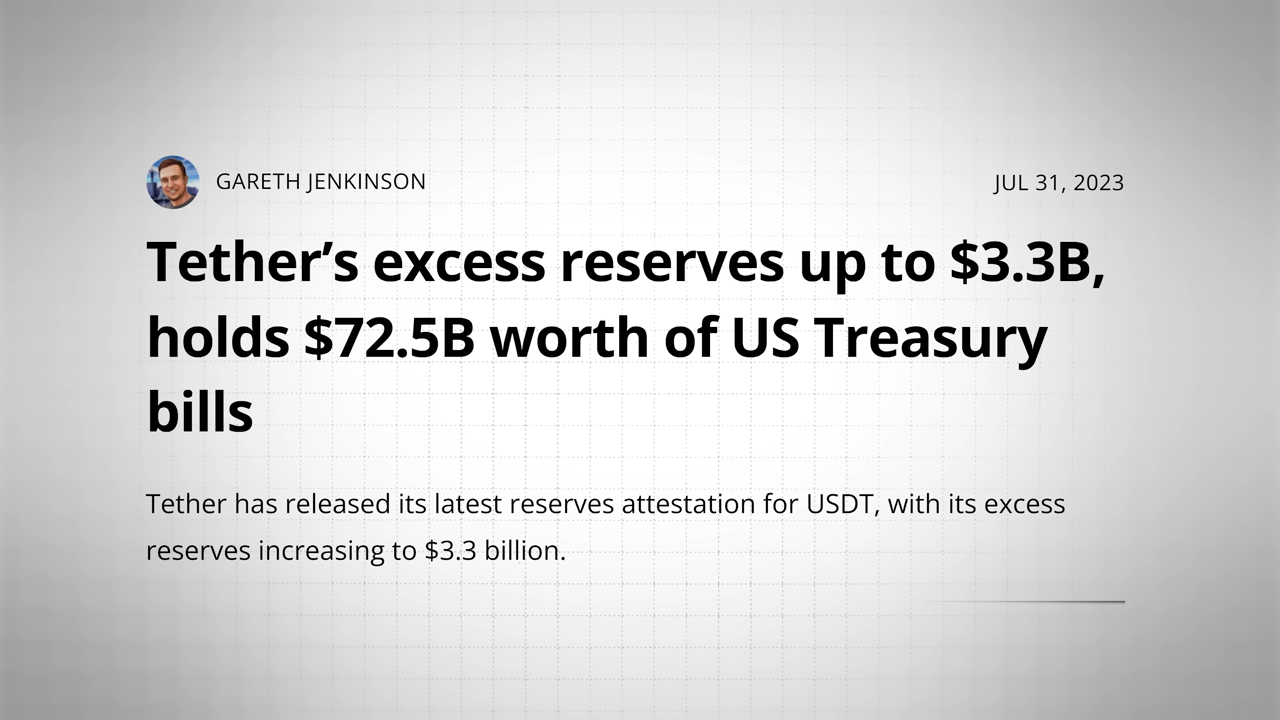 GARETH JENKINSON
JUL 31, 2023
Tether’s excess reserves up to $3.3B,
holds $72.5B worth of US Treasury
bills
Tether has released its latest reserves attestation for USDT, with its excess
reserves increasing to $3.3 billion.